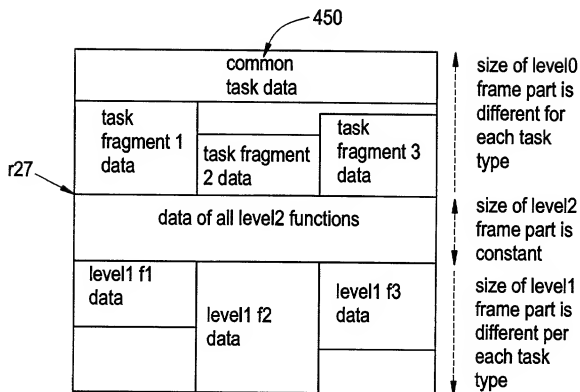 450
common
task data
task
fragment 1
data
task fragment
2 data
task
fragment 3
data
r27
data of all level2 functions
level1 f1
data
level1 f2
data
level1 f3
data
size of level0
frame part is
different for
each task
type
size of level2
frame part is
constant
size of level1
frame part is
different per
each task
type